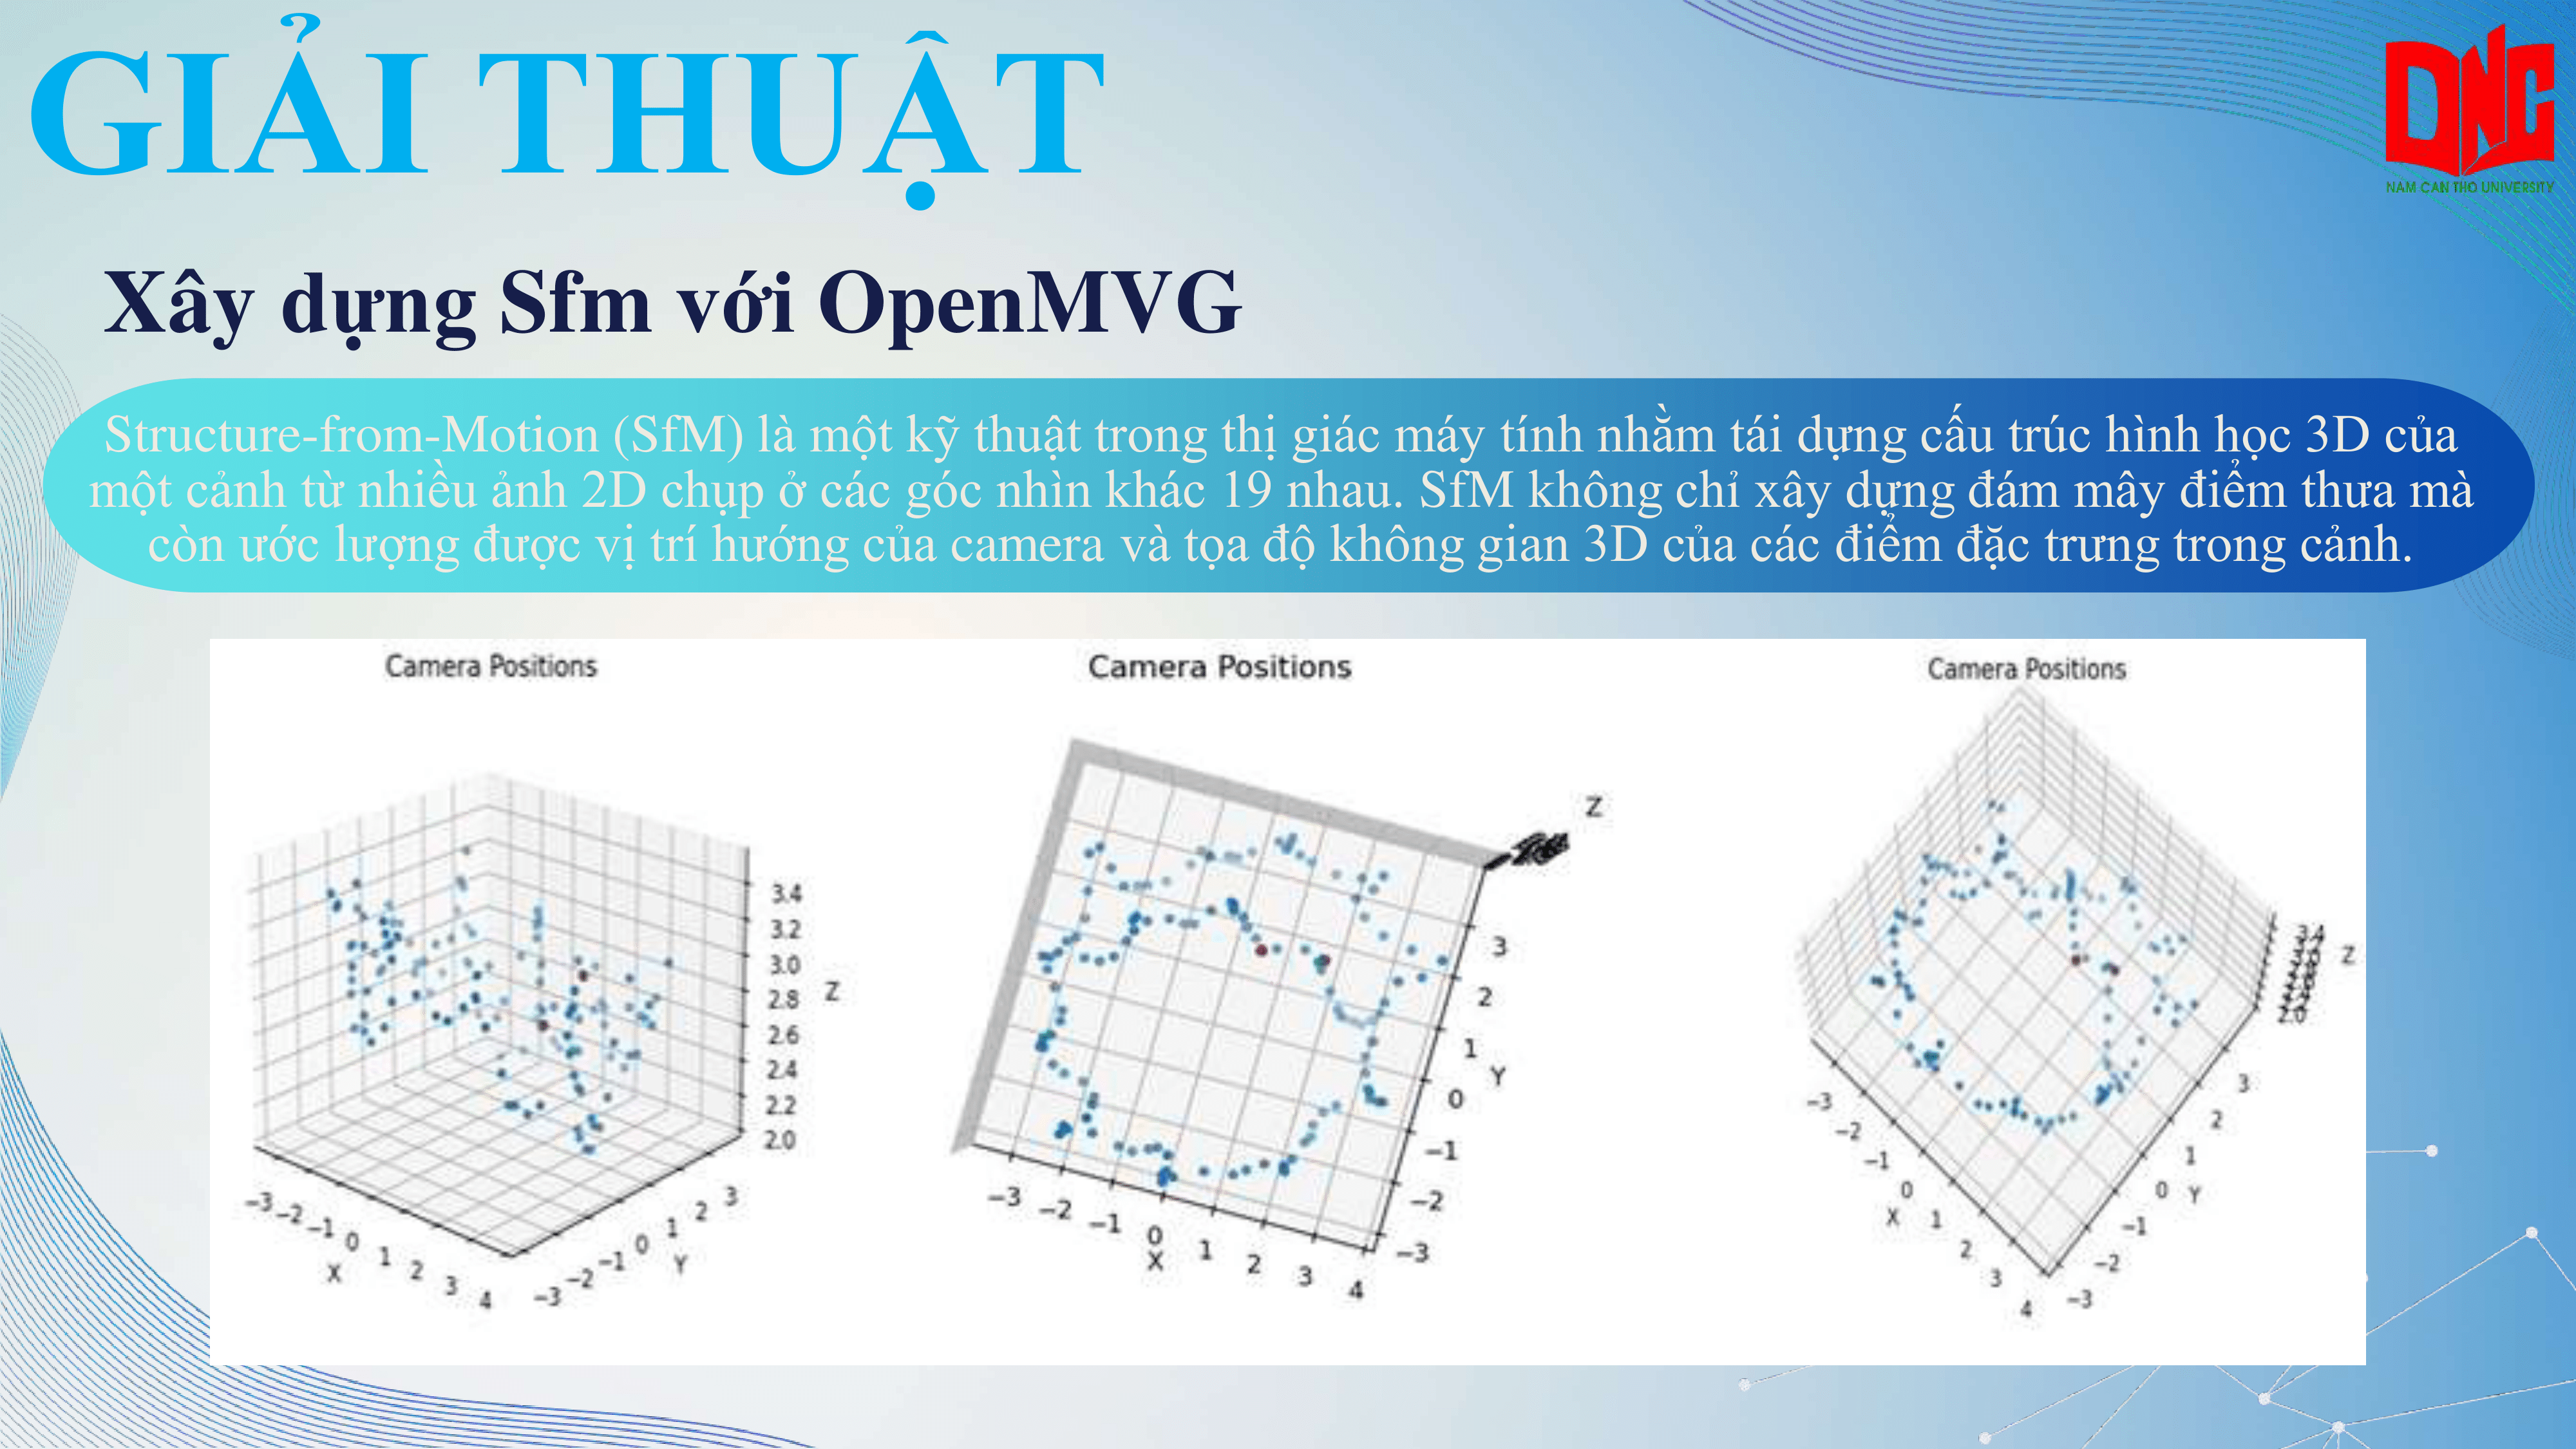 GIẢI THUẬT
NAM CAN THO UNIVERSITY
Xây dựng Sfm với OpenMVG
Structure-from-Motion (SfM) là một kỹ thuật trong thị giác máy tính nhằm tái dựng cấu trúc hình học 3D của
một cảnh từ nhiều ảnh 2D chụp ở các góc nhìn khác 19 nhau. SfM không chỉ xây dựng đám mây điểm thưa mà
còn ước lượng được vị trí hướng của camera và tọa độ không gian 3D của các điểm đặc trưng trong cảnh.
Camera Positions
3.4
3.2
3.0
2.8 Z
2.6
2.4
2.2
2.0
−3 −2 −1 0 1 2 3 4
X
−3 −2 −1 0 1 2 3
Y
Camera Positions
Z
3
2
1
Y
0
−1
−2
−3
−3 −2 −1 0 1 2 3 4
X
Camera Positions
3.4
Z
2.0
−3 −2 −1 0 1 2 3 4
X
3
2
1
0 Y
−1
−2
−3